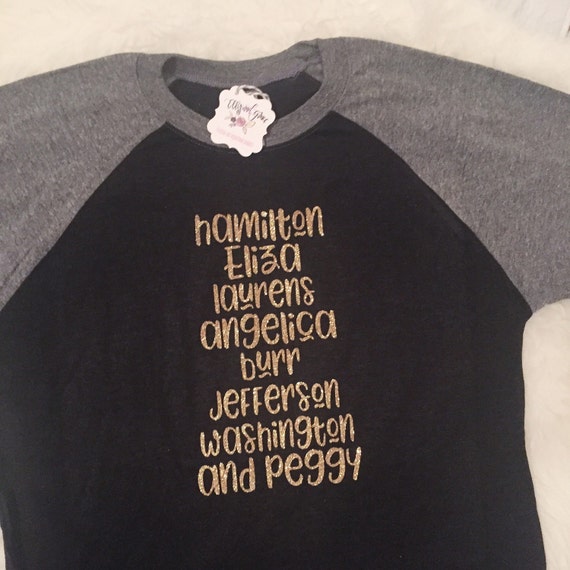 hamilton
Eliza
laurens
angelica
burr
Jefferson
washington
and peggy